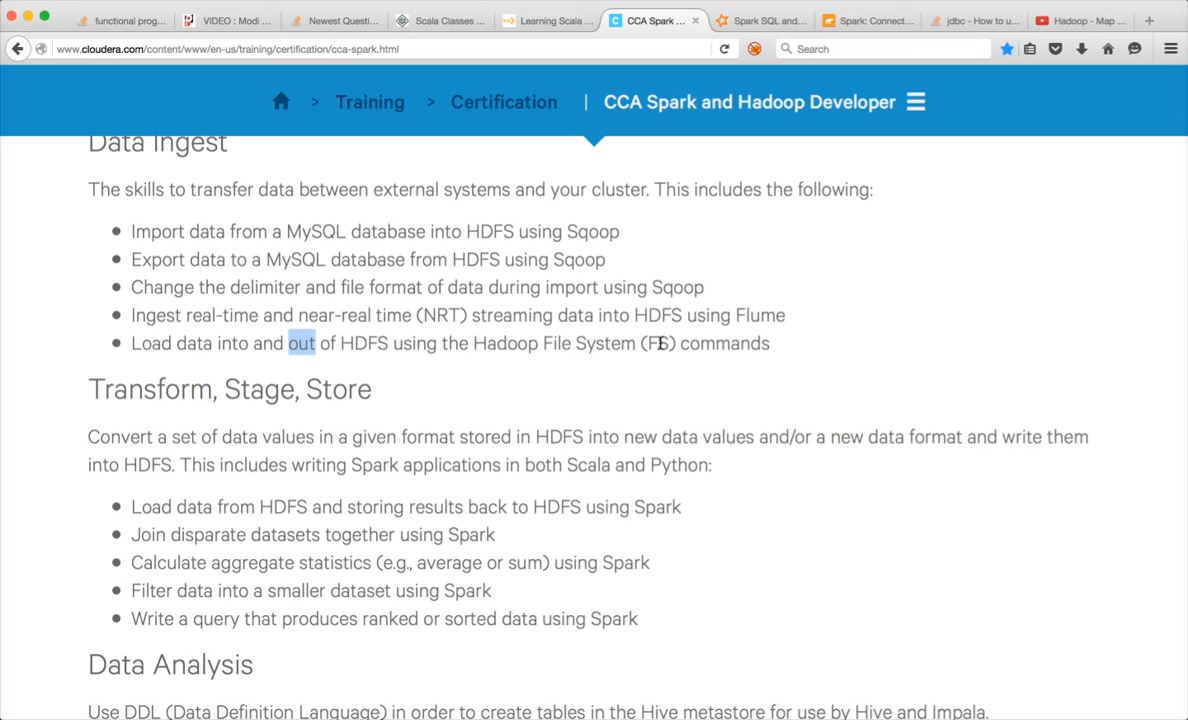 functional prog...
VIDEO : Modi ...
Newest Questi...
Scala Classes ...
Learning Scala ...
CCA Spark ... ×
Spark SQL and...
Spark: Connect...
jdbc - How to u...
Hadoop - Map ...
www.cloudera.com/content/www/en-us/training/certification/cca-spark.html
Search
> Training > Certification | CCA Spark and Hadoop Developer
Data Ingest
The skills to transfer data between external systems and your cluster. This includes the following:
• Import data from a MySQL database into HDFS using Sqoop
• Export data to a MySQL database from HDFS using Sqoop
• Change the delimiter and file format of data during import using Sqoop
• Ingest real-time and near-real time (NRT) streaming data into HDFS using Flume
• Load data into and out of HDFS using the Hadoop File System (FS) commands
Transform, Stage, Store
Convert a set of data values in a given format stored in HDFS into new data values and/or a new data format and write them
into HDFS. This includes writing Spark applications in both Scala and Python:
• Load data from HDFS and storing results back to HDFS using Spark
• Join disparate datasets together using Spark
• Calculate aggregate statistics (e.g., average or sum) using Spark
• Filter data into a smaller dataset using Spark
• Write a query that produces ranked or sorted data using Spark
Data Analysis
Use DDL (Data Definition Language) in order to create tables in the Hive metastore for use by Hive and Impala.